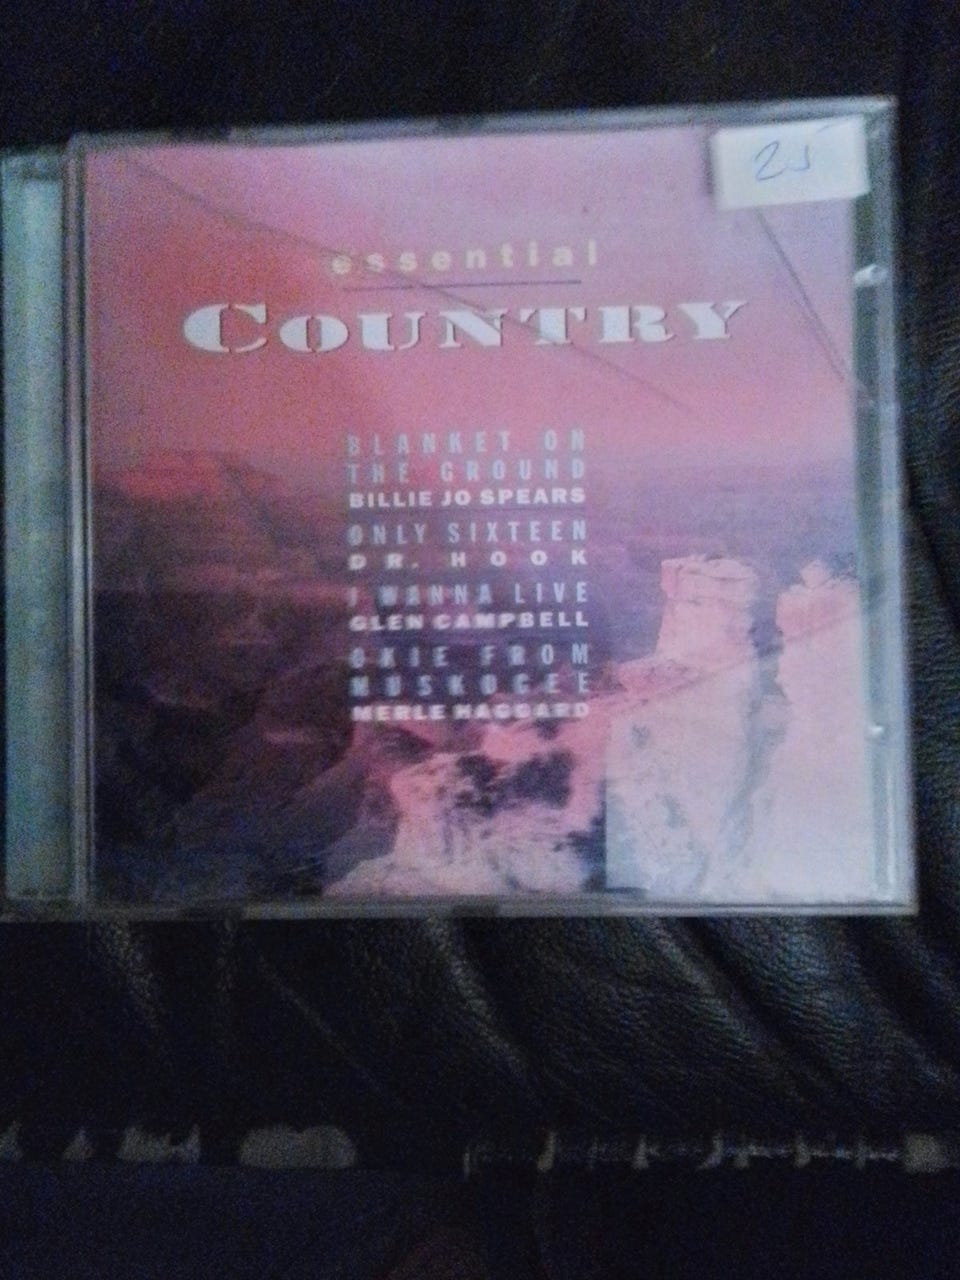 25
essential
COUNTRY
BLANKET ON
THE GROUND
BILLIE JO SPEARS
ONLY SIXTEEN
DR. HOOK
I WANNA LIVE
GLEN CAMPBELL
OKIE FROM
MUSKOGEE
MERLE HAGGARD